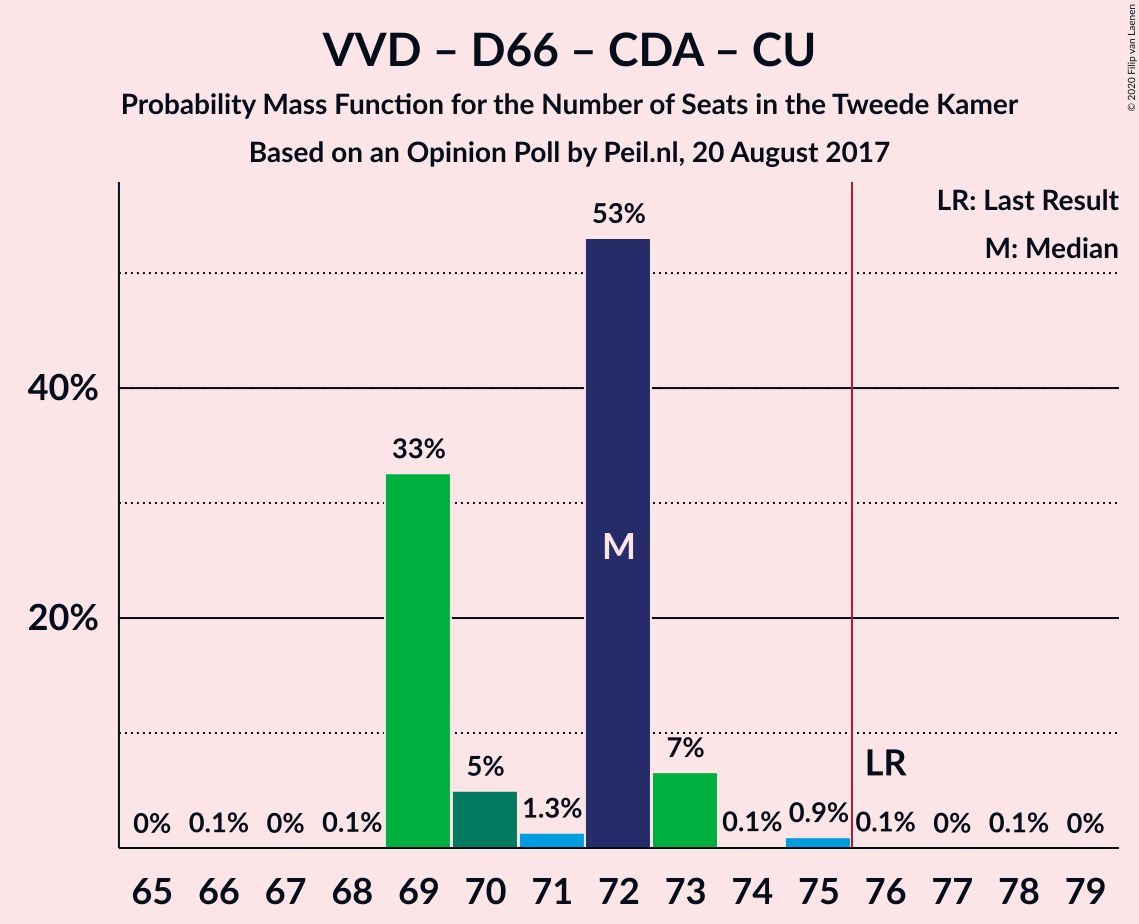 VVD – D66 – CDA – CU
Probability Mass Function for the Number of Seats in the Tweede Kamer
Based on an Opinion Poll by Peil.nl, 20 August 2017
© 2020 Filip van Laenen
LR: Last Result
M: Median
53%
40%
33%
M
20%
7%
LR
5%
1.3%
0.9%
0% 0.1% 0% 0.1% 0.1% 0.1% 0% 0.1% 0%
65 66 67 68 69 70 71 72 73 74 75 76 77 78 79